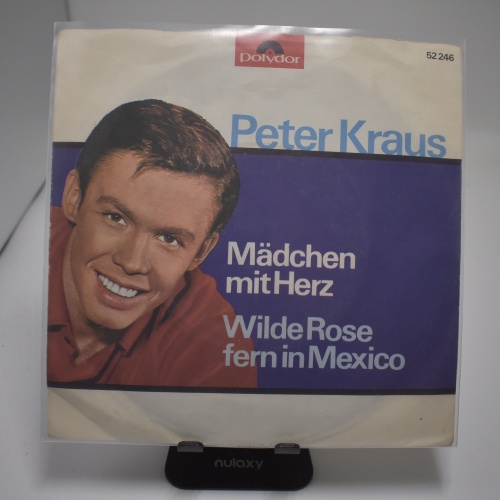 Polydor
52 246
Peter Kraus
Mädchen
mit Herz
Wilde Rose
fern in Mexico
nulaxy